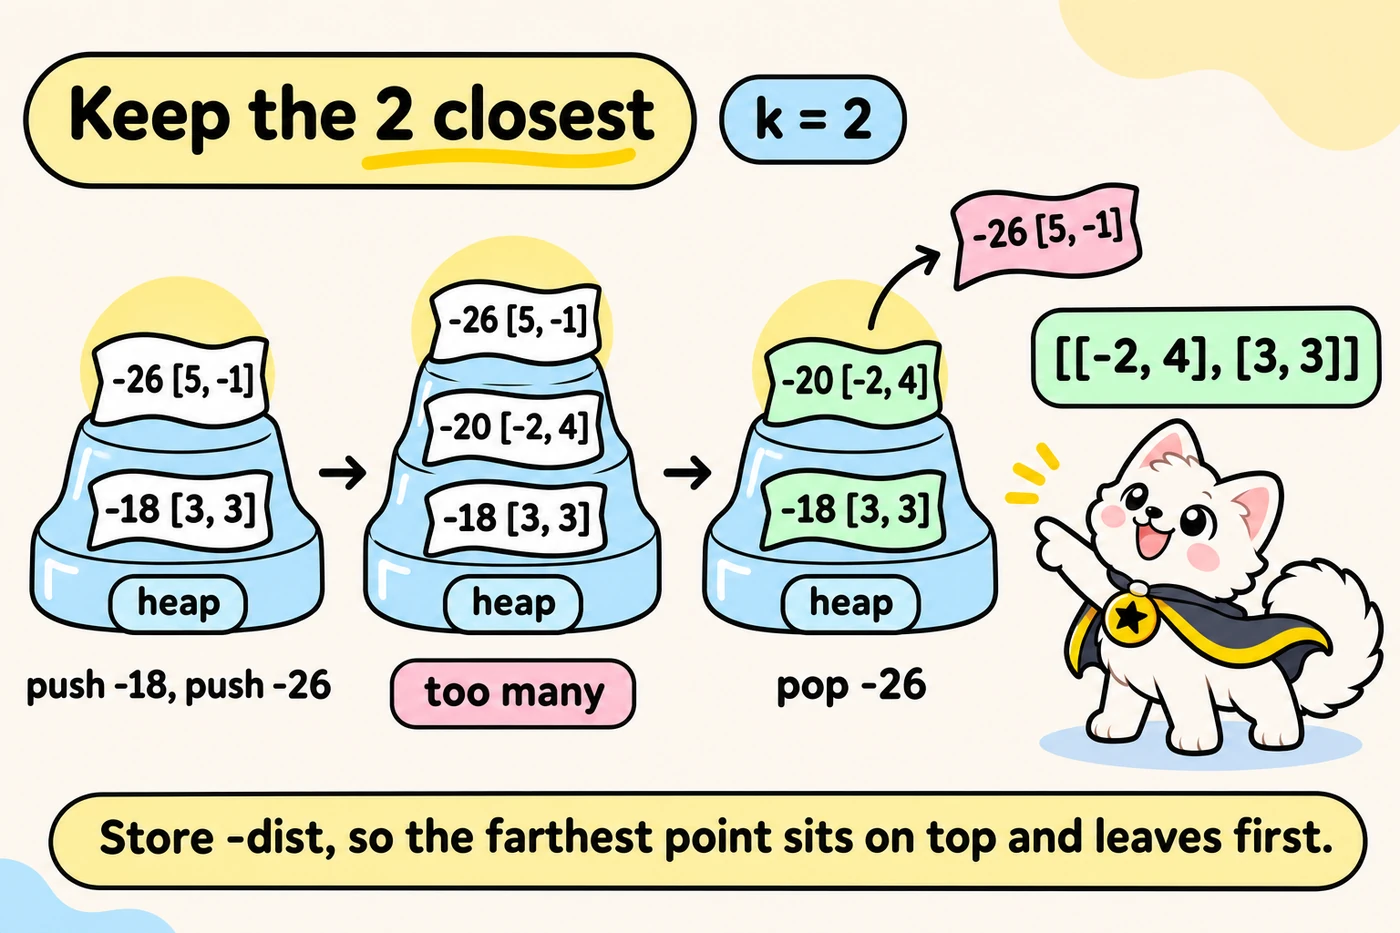 Keep the 2 closest
k = 2
-26 [5, -1]
-18 [3, 3]
heap
push -18, push -26
-26 [5, -1]
-20 [-2, 4]
-18 [3, 3]
heap
too many
-26 [5, -1]
-20 [-2, 4]
-18 [3, 3]
heap
pop -26
[[-2, 4], [3, 3]]
Store -dist, so the farthest point sits on top and leaves first.